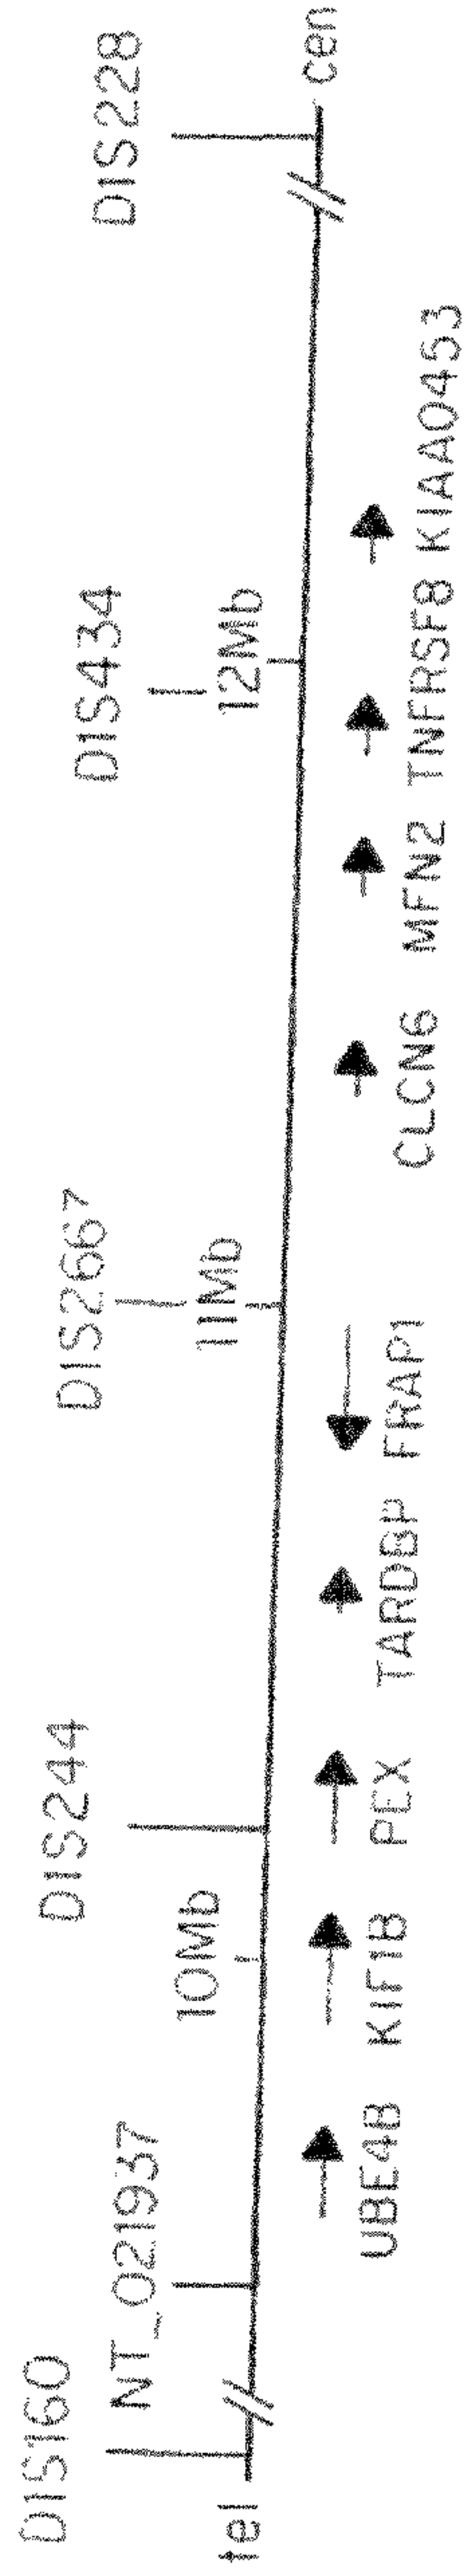 D1S160
NT_021937
D1S244
D1S2667
D1S434
D1S228
10Mb
11Mb
12Mb
tel
cen
UBE4B
KIF1B
PEX
TARDBP
FRAP1
CLCN6
MFN2
TNFRSF8
KIAA0453